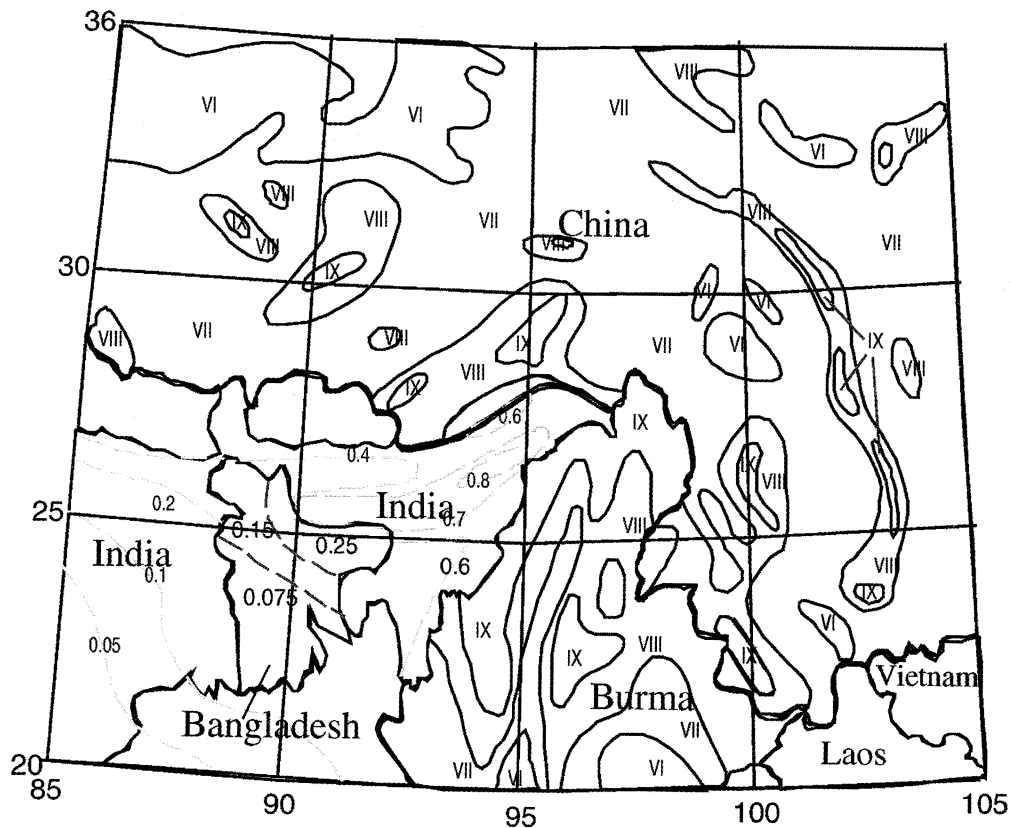 36
VIII
VI
VII
VI
VIII
VI
VIII
IX
VIII
VIII
VII
China
VIII
VIII
VII
30
IX
VI
VI
VIII
VII
VIII
IX
VII
VI
IX
VIII
VIII
IX
IX
0.6
0.4
IX
0.8
VIII
0.2
India
0.7
25
0.15
VIII
India
0.25
0.6
VIII
0.1
0.075
IX
VI
0.05
IX
IX
VIII
IX
Vietnam
Burma
Bangladesh
VII
Laos
VII
VI
VI
20
85
90
95
100
105